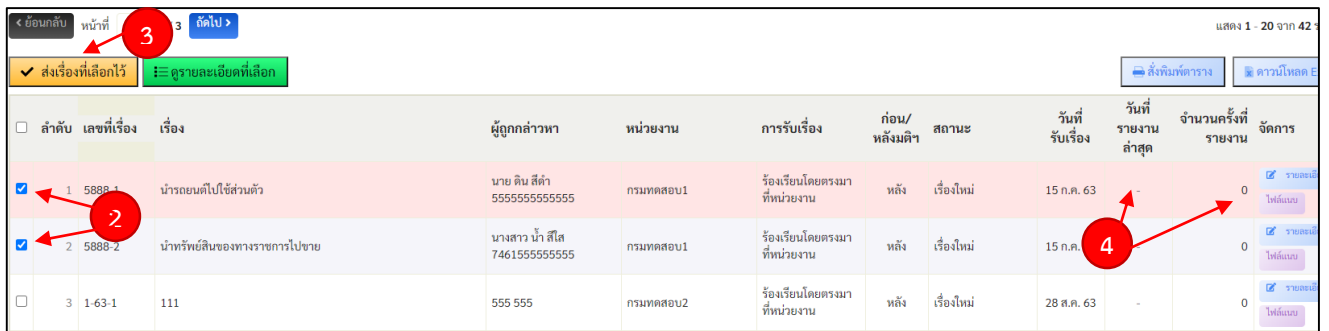 ย้อนกลับ หน้าที่ 3 ถัดไป แสดง 1 - 20 จาก 42
3
ส่งเรื่องที่เลือกไว้ ดูรายละเอียดที่เลือก สั่งพิมพ์ตาราง ดาวน์โหลด E
ลำดับ เลขที่เรื่อง เรื่อง ผู้ถูกกล่าวหา หน่วยงาน การรับเรื่อง ก่อน/ สถานะ วันที่ วันที่ จำนวนครั้งที่ จัดการ
หลังมติฯ รับเรื่อง รายงาน รายงาน
ล่าสุด
1 5888-1 นำรถยนต์ไปใช้ส่วนตัว นาย ดิน สีดำ กรมทดสอบ1 ร้องเรียนโดยตรงมา หลัง เรื่องใหม่ 15 ก.ค. 63 - 0
5555555555555 ที่หน่วยงาน ไฟล์แนบ
2
4
2 5888-2 นำทรัพย์สินของทางราชการไปขาย นางสาว น้ำ สีใส กรมทดสอบ1 ร้องเรียนโดยตรงมา หลัง เรื่องใหม่ 15 ก.ค. - 0
7461555555555 ที่หน่วยงาน ไฟล์แนบ
3 1-63-1 111 555 555 กรมทดสอบ2 ร้องเรียนโดยตรงมา หลัง เรื่องใหม่ 28 ส.ค. 63 - 0
ที่หน่วยงาน ไฟล์แนบ